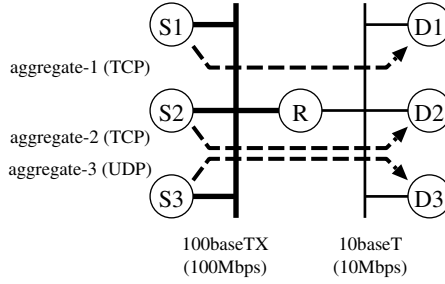 S1
D1
aggregate-1 (TCP)
S2
R
D2
aggregate-2 (TCP)
aggregate-3 (UDP)
S3
D3
100baseTX
(100Mbps)
10baseT
(10Mbps)